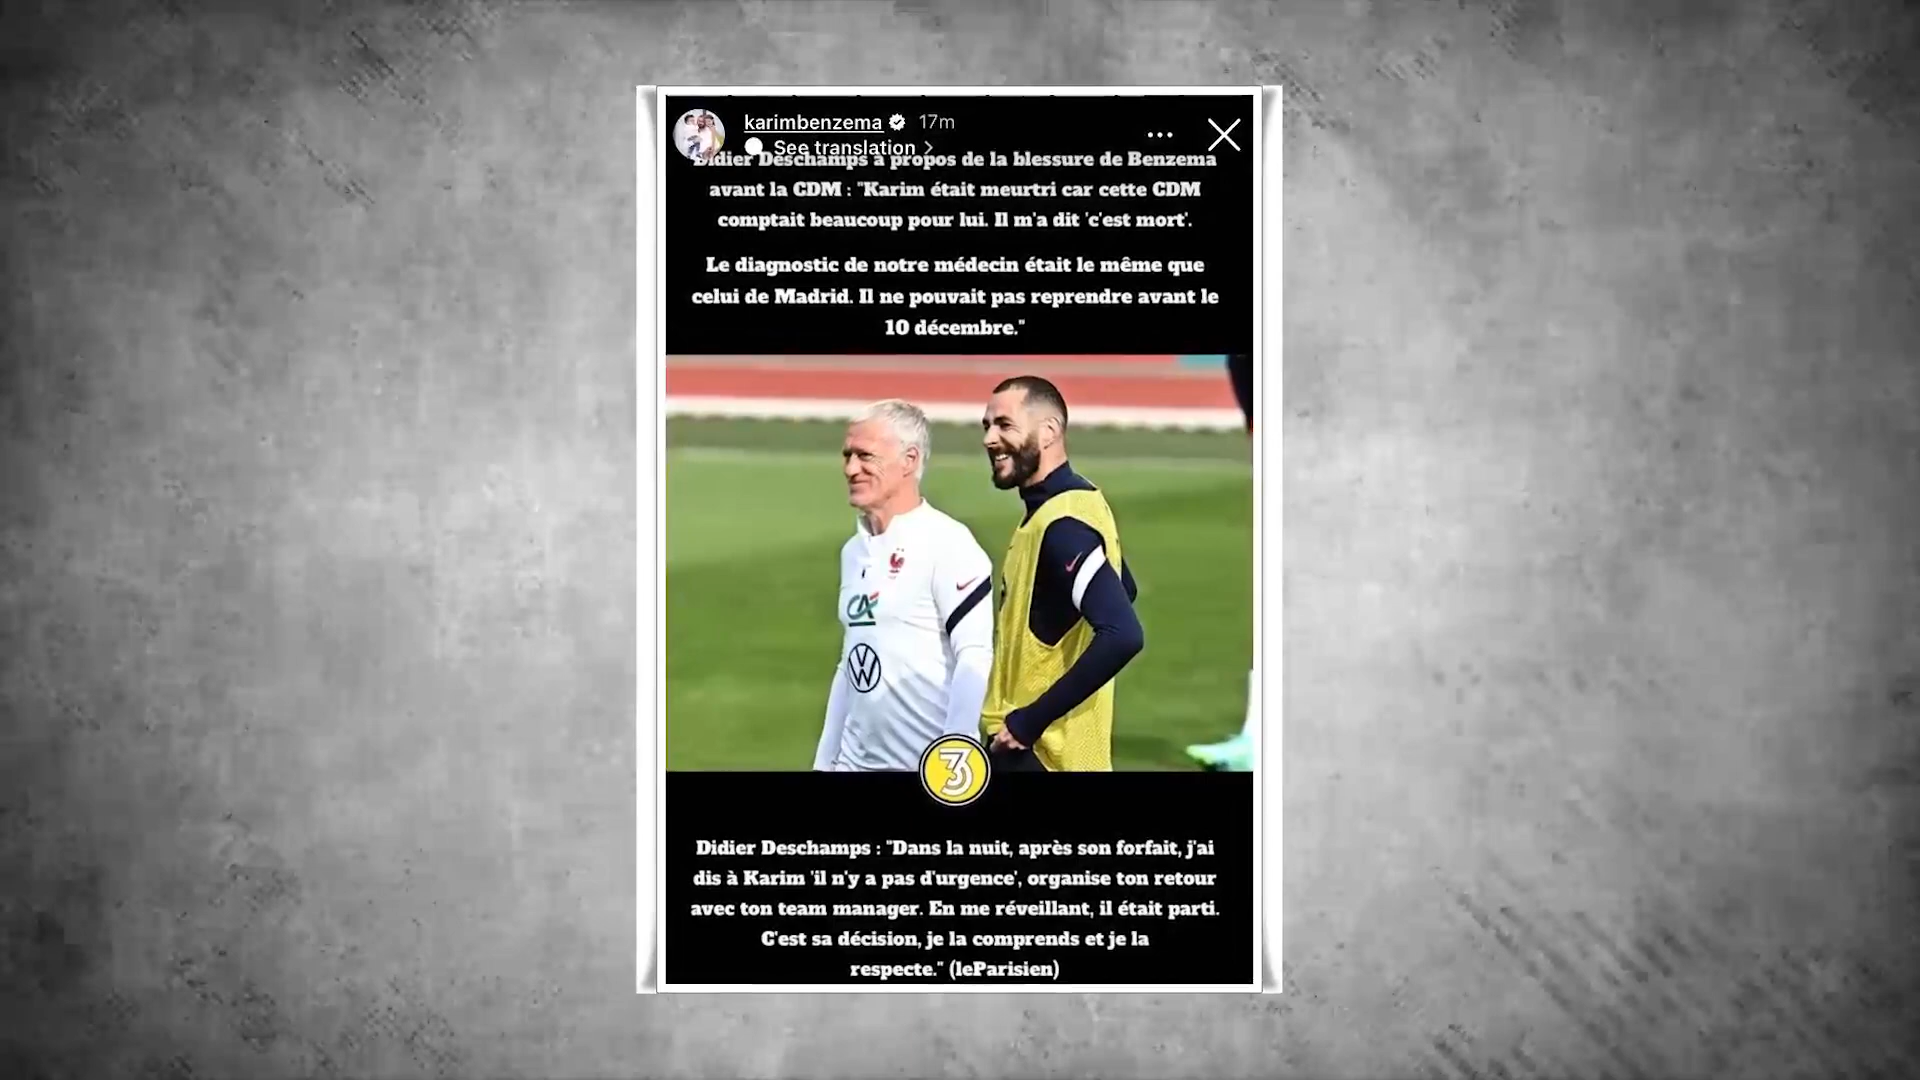 karimbenzema 17m
See translation
Didier Deschamps à propos de la blessure de Benzema
avant la CDM : "Karim était meurtri car cette CDM
comptait beaucoup pour lui. Il m'a dit 'c'est mort'.
Le diagnostic de notre médecin était le même que
celui de Madrid. Il ne pouvait pas reprendre avant le
10 décembre."
CA
VW
3
Didier Deschamps : "Dans la nuit, après son forfait, j'ai
dis à Karim 'il n'y a pas d'urgence', organise ton retour
avec ton team manager. En me réveillant, il était parti.
C'est sa décision, je la comprends et je la
respecte." (leParisien)